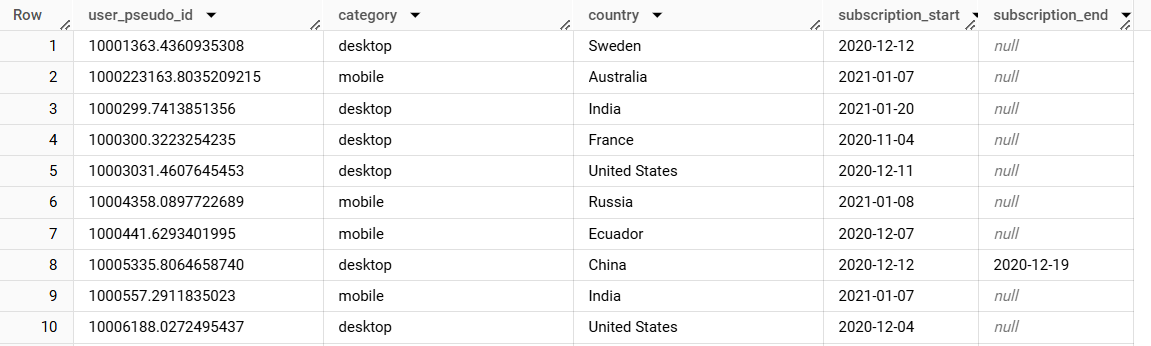 Row user_pseudo_id category country subscription_start subscription_end
1 10001363.4360935308 desktop Sweden 2020-12-12 null
2 1000223163.8035209215 mobile Australia 2021-01-07 null
3 1000299.7413851356 desktop India 2021-01-20 null
4 1000300.3223254235 desktop France 2020-11-04 null
5 10003031.4607645453 desktop United States 2020-12-11 null
6 10004358.0897722689 mobile Russia 2021-01-08 null
7 1000441.6293401995 mobile Ecuador 2020-12-07 null
8 10005335.8064658740 desktop China 2020-12-12 2020-12-19
9 1000557.2911835023 mobile India 2021-01-07 null
10 10006188.0272495437 desktop United States 2020-12-04 null